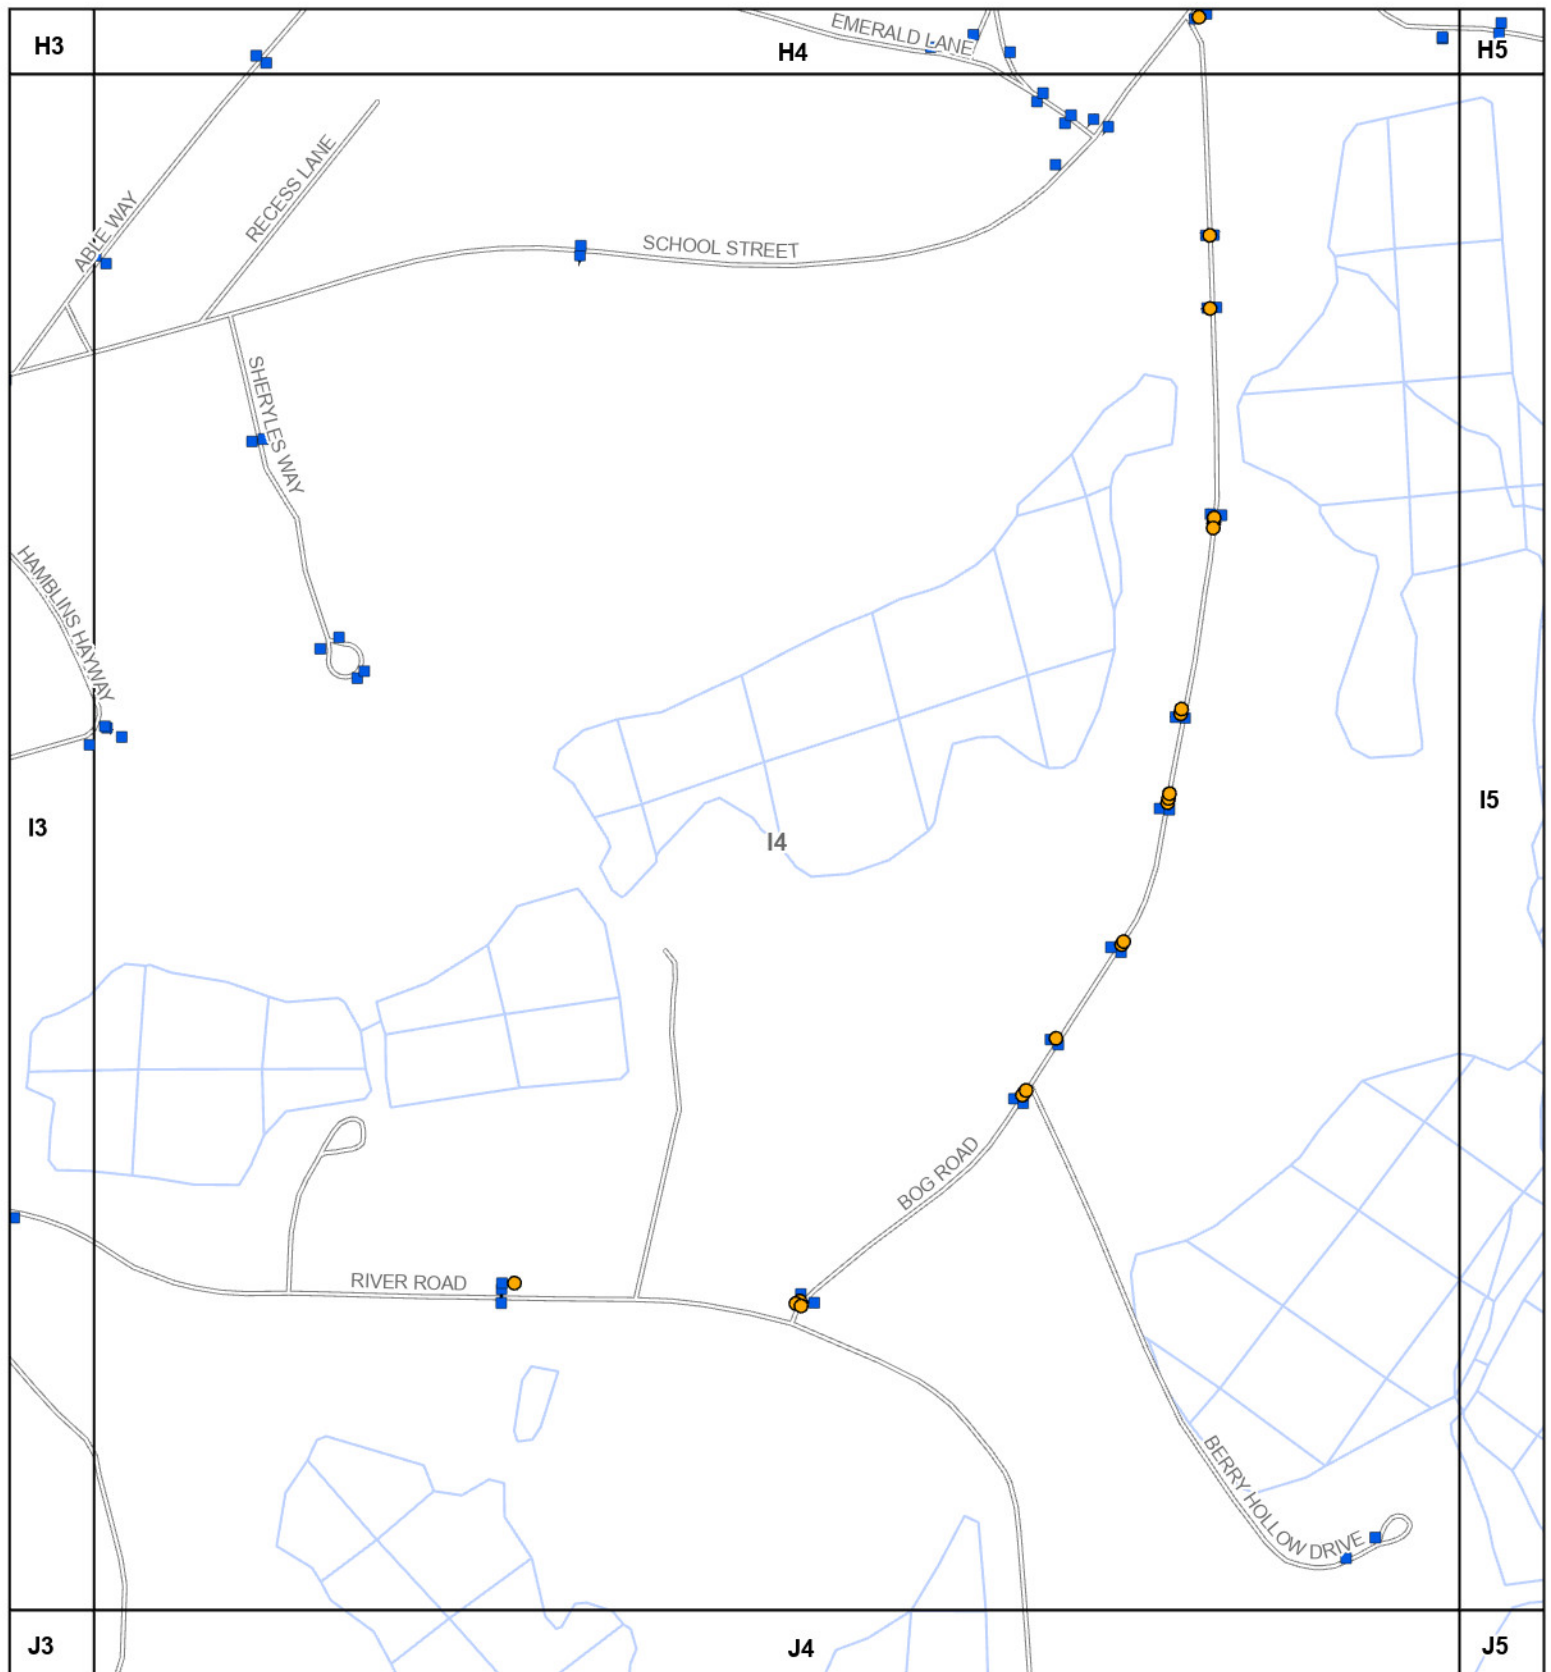 H3
H4
H5
EMERALD LANE
ABLE WAY
RECESS LANE
SCHOOL STREET
SHERYLES WAY
HAMBLINS HAYWAY
I3
I4
I5
BOG ROAD
RIVER ROAD
BERRY HOLLOW DRIVE
J3
J4
J5